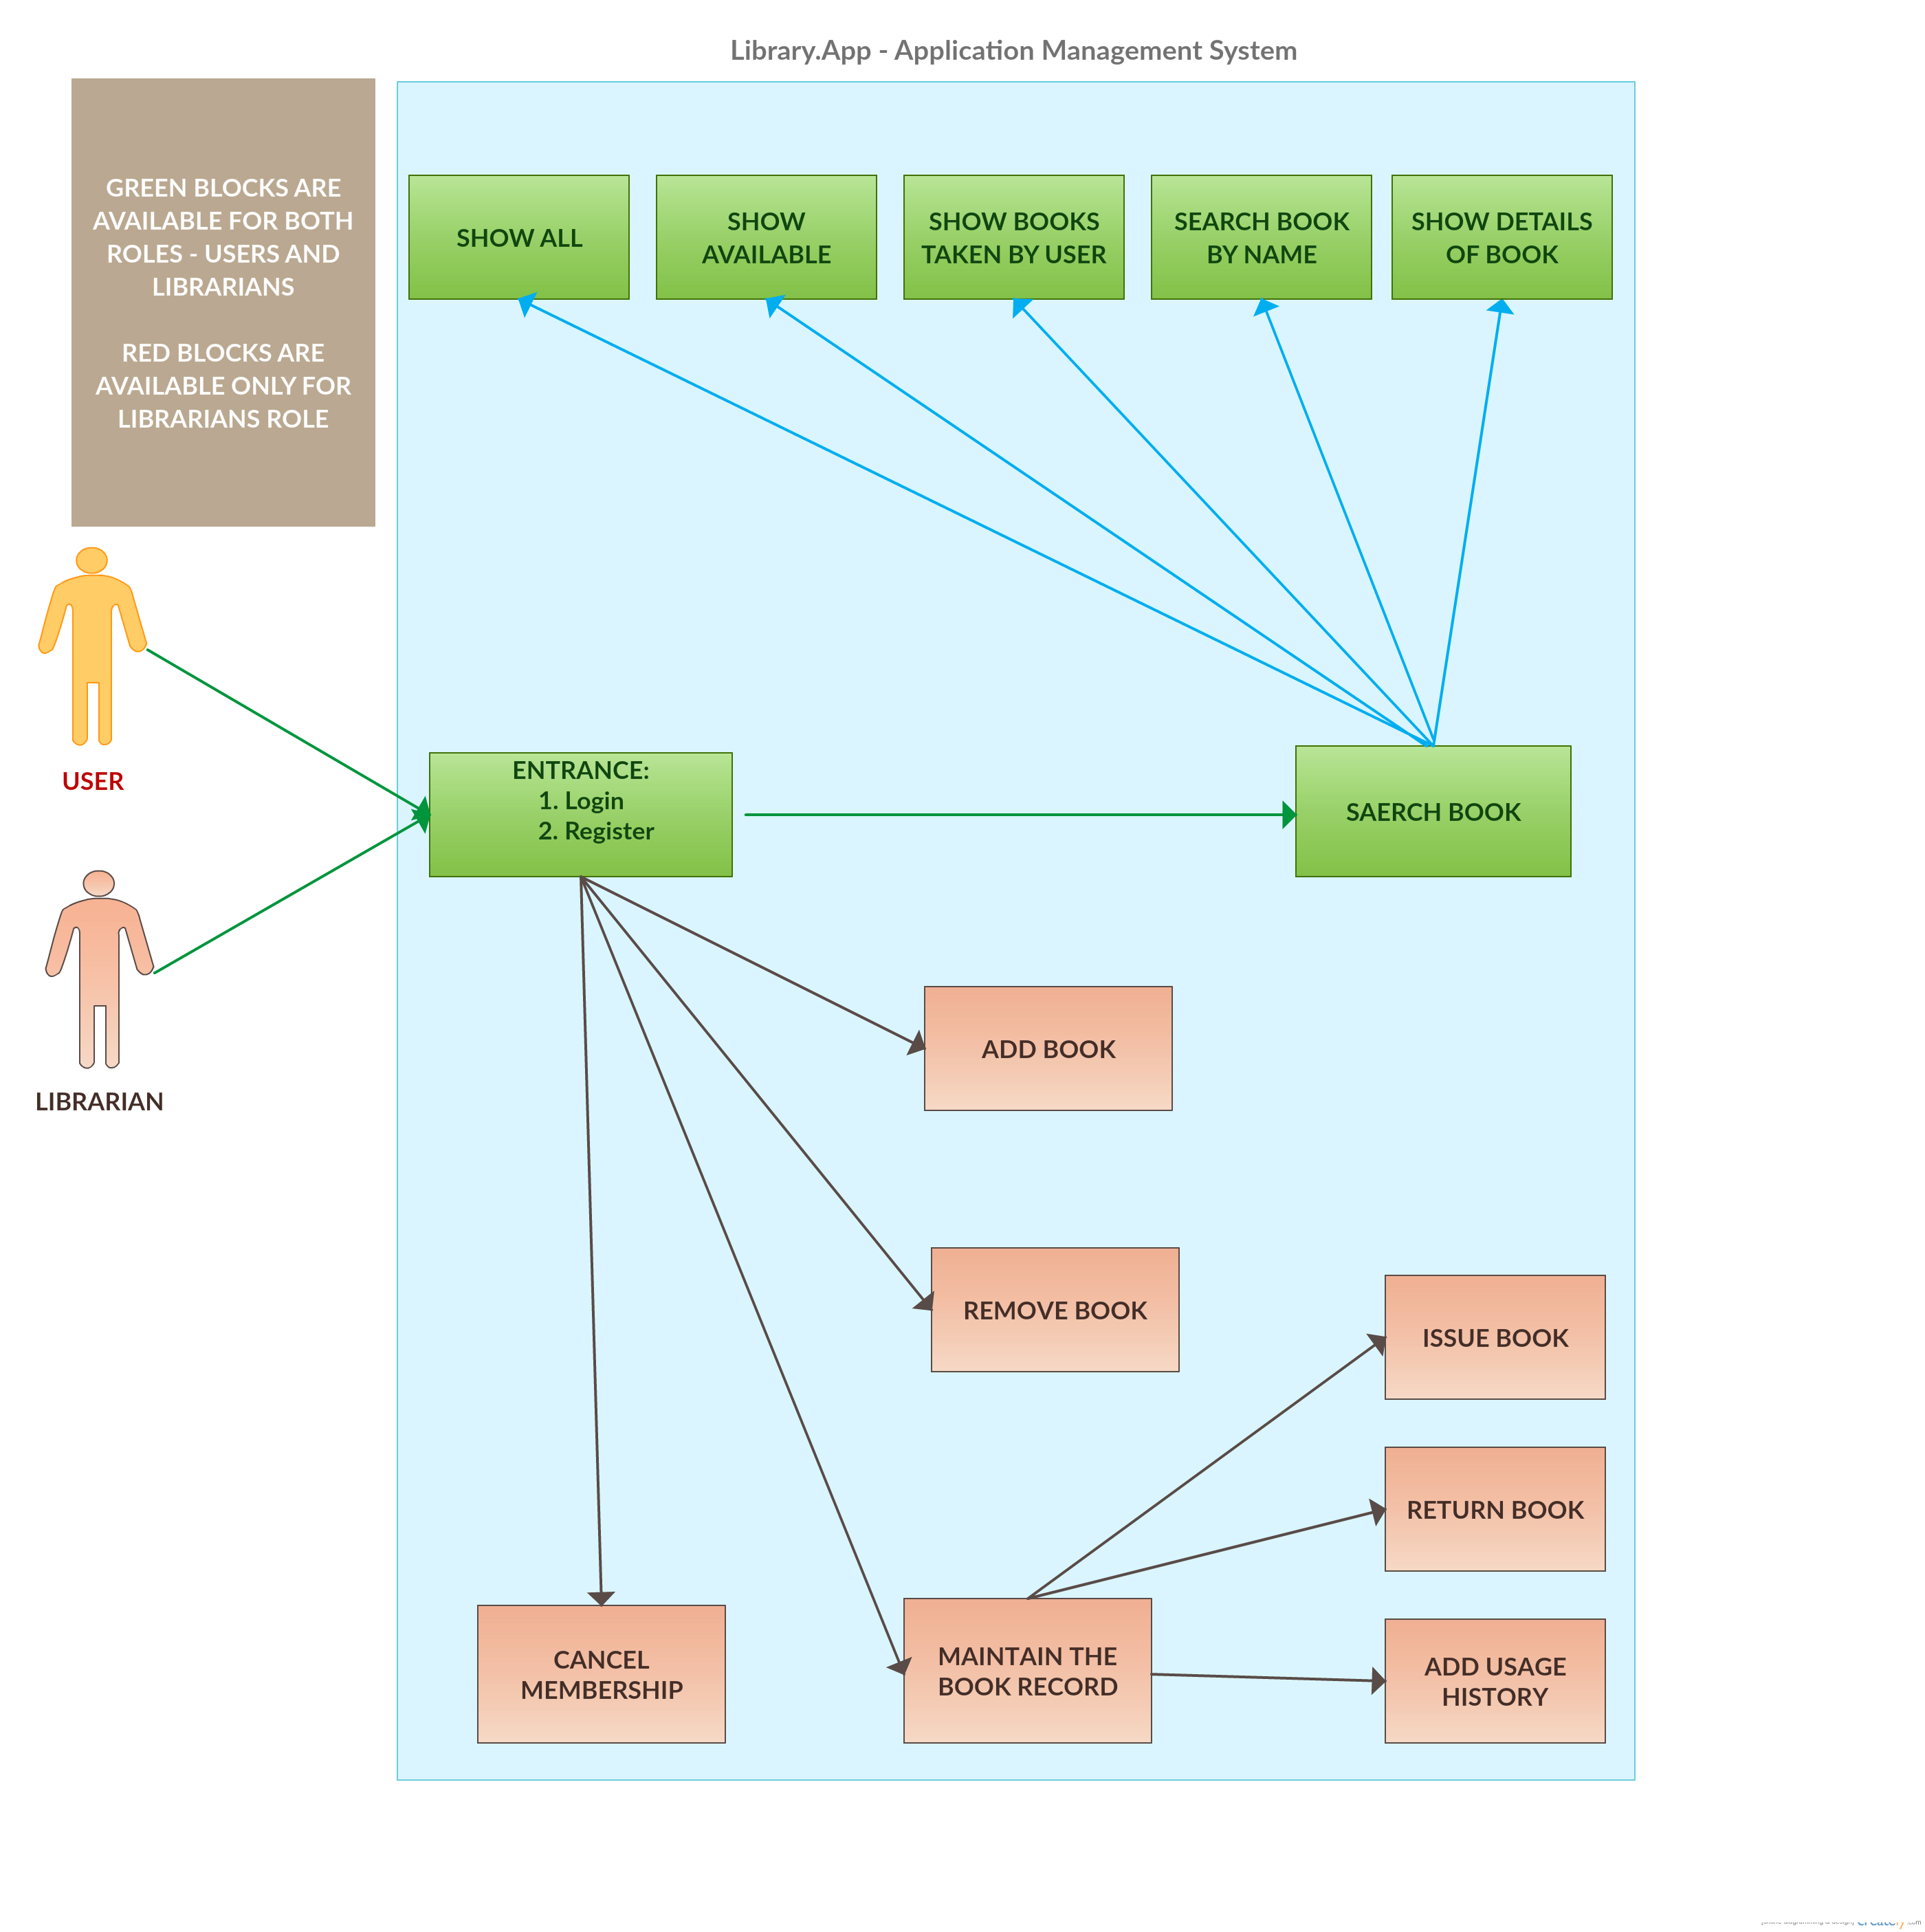 Library.App - Application Management System
GREEN BLOCKS ARE
AVAILABLE FOR BOTH
ROLES - USERS AND
LIBRARIANS
RED BLOCKS ARE
AVAILABLE ONLY FOR
LIBRARIANS ROLE
SHOW ALL
SHOW
AVAILABLE
SHOW BOOKS
TAKEN BY USER
SEARCH BOOK
BY NAME
SHOW DETAILS
OF BOOK
USER
ENTRANCE:
1. Login
2. Register
SAERCH BOOK
LIBRARIAN
ADD BOOK
REMOVE BOOK
ISSUE BOOK
RETURN BOOK
CANCEL
MEMBERSHIP
MAINTAIN THE
BOOK RECORD
ADD USAGE
HISTORY